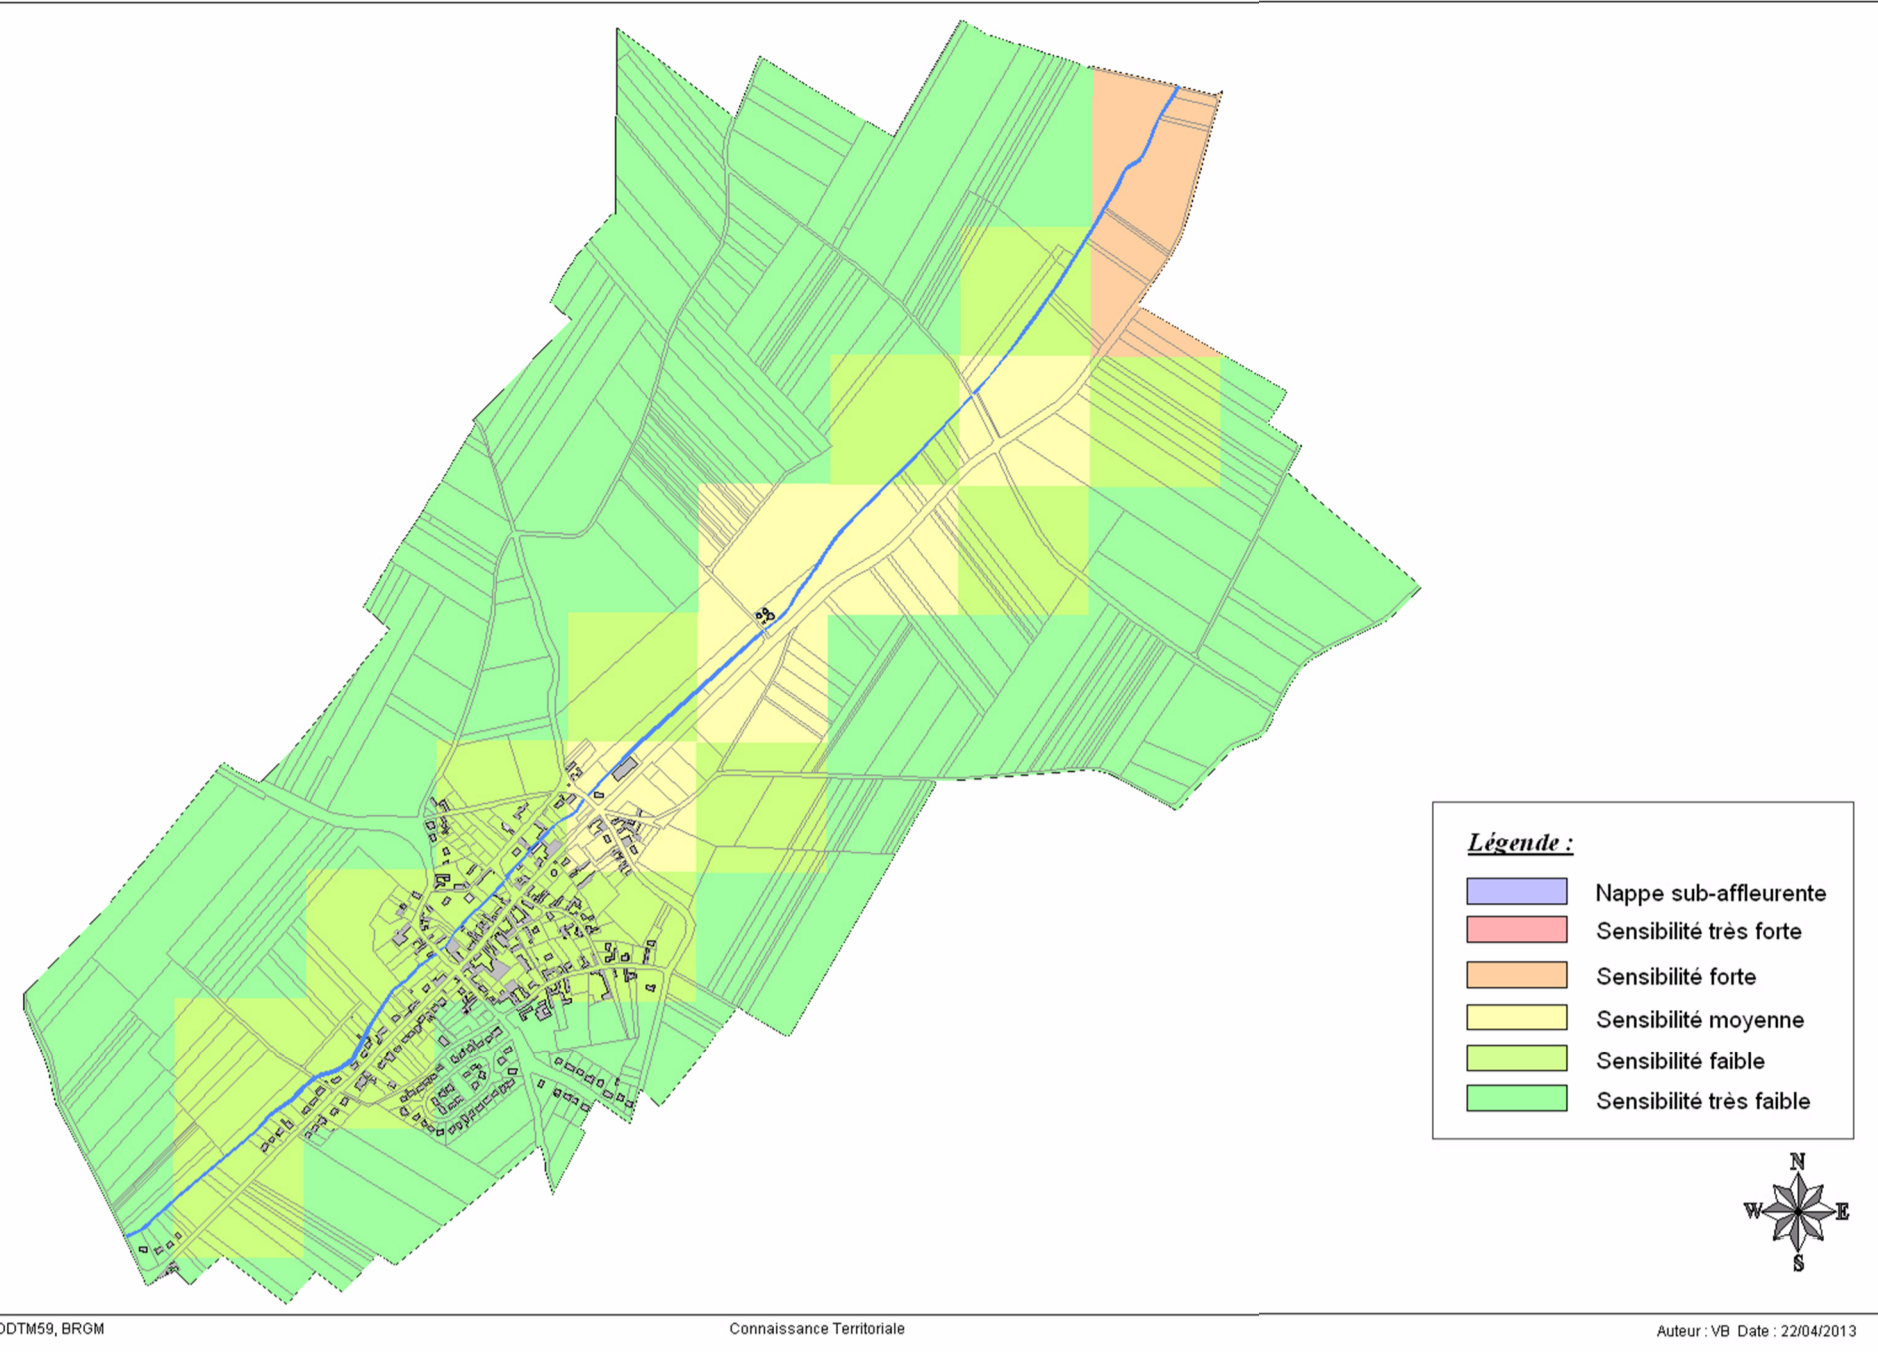 Légende :
Nappe sub-affleurente
Sensibilité très forte
Sensibilité forte
Sensibilité moyenne
Sensibilité faible
Sensibilité très faible
N
W E
S
DDTM59, BRGM
Connaissance Territoriale
Auteur : VB Date : 22/04/2013